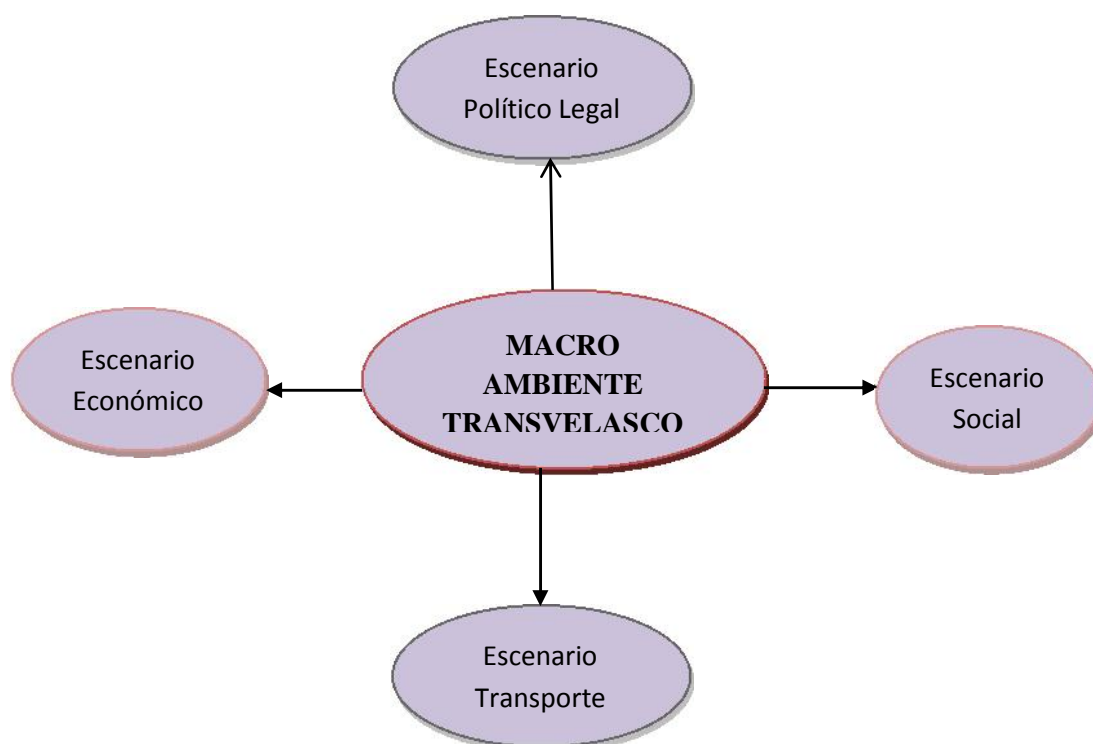 Escenario
Político Legal
MACRO
AMBIENTE
TRANSVELASCO
Escenario
Económico
Escenario
Social
Escenario
Transporte